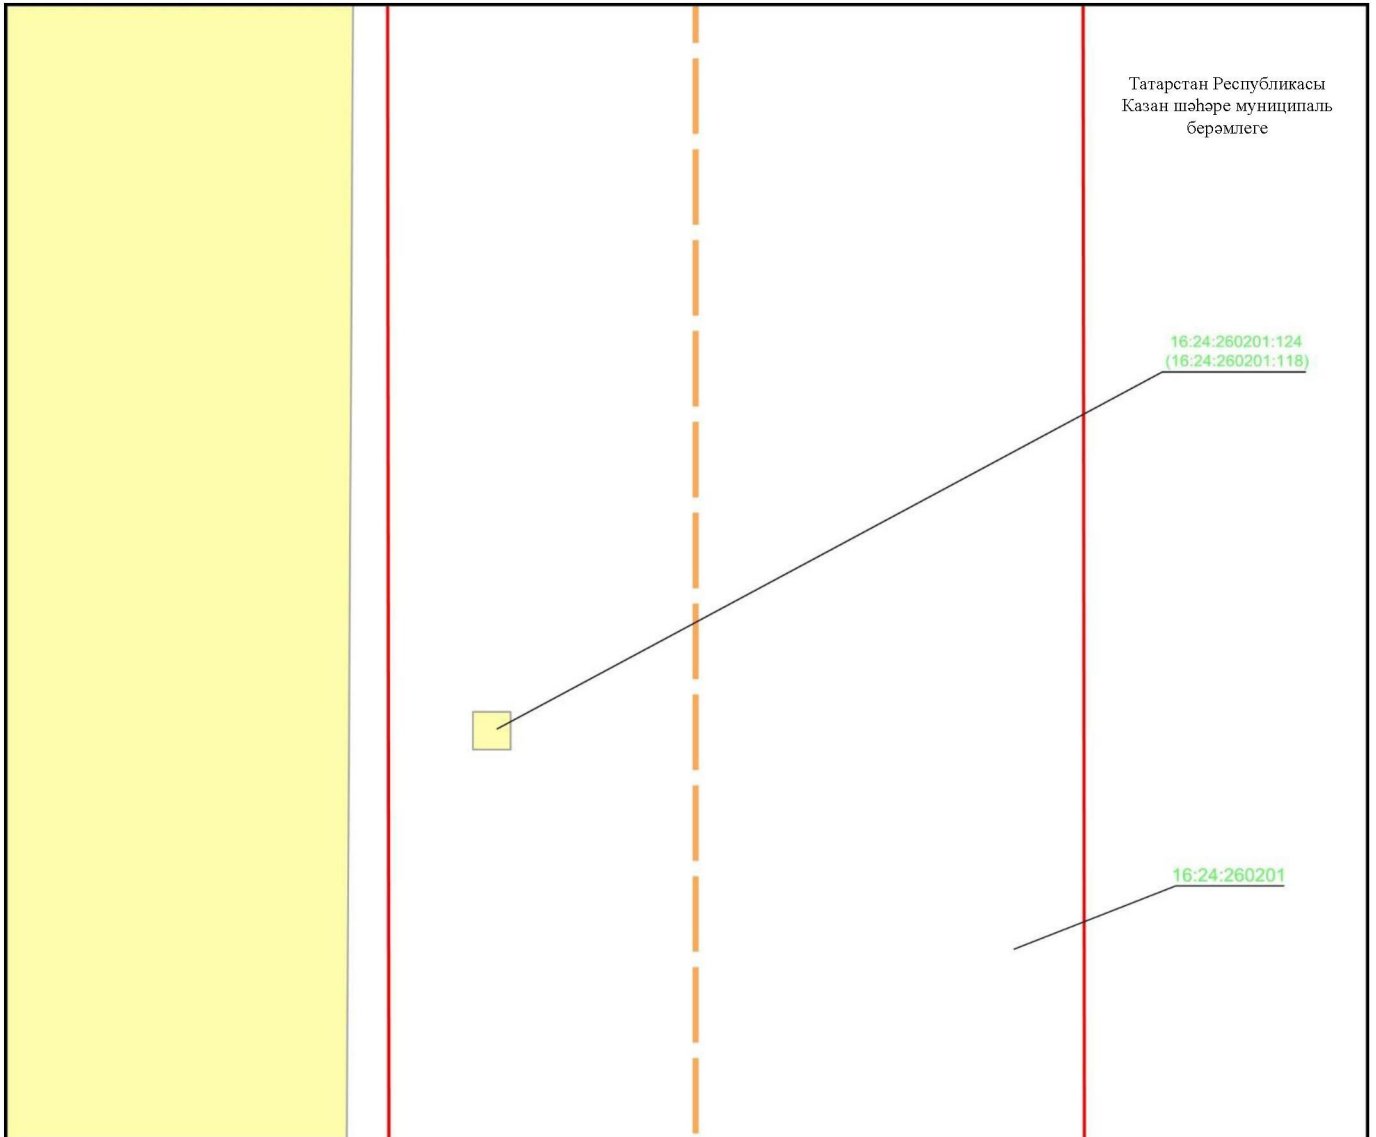 Татарстан Республикасы
Казан шәһәре муниципаль
берәмлеге
16:24:260201:124
(16:24:260201:118)
16:24:260201